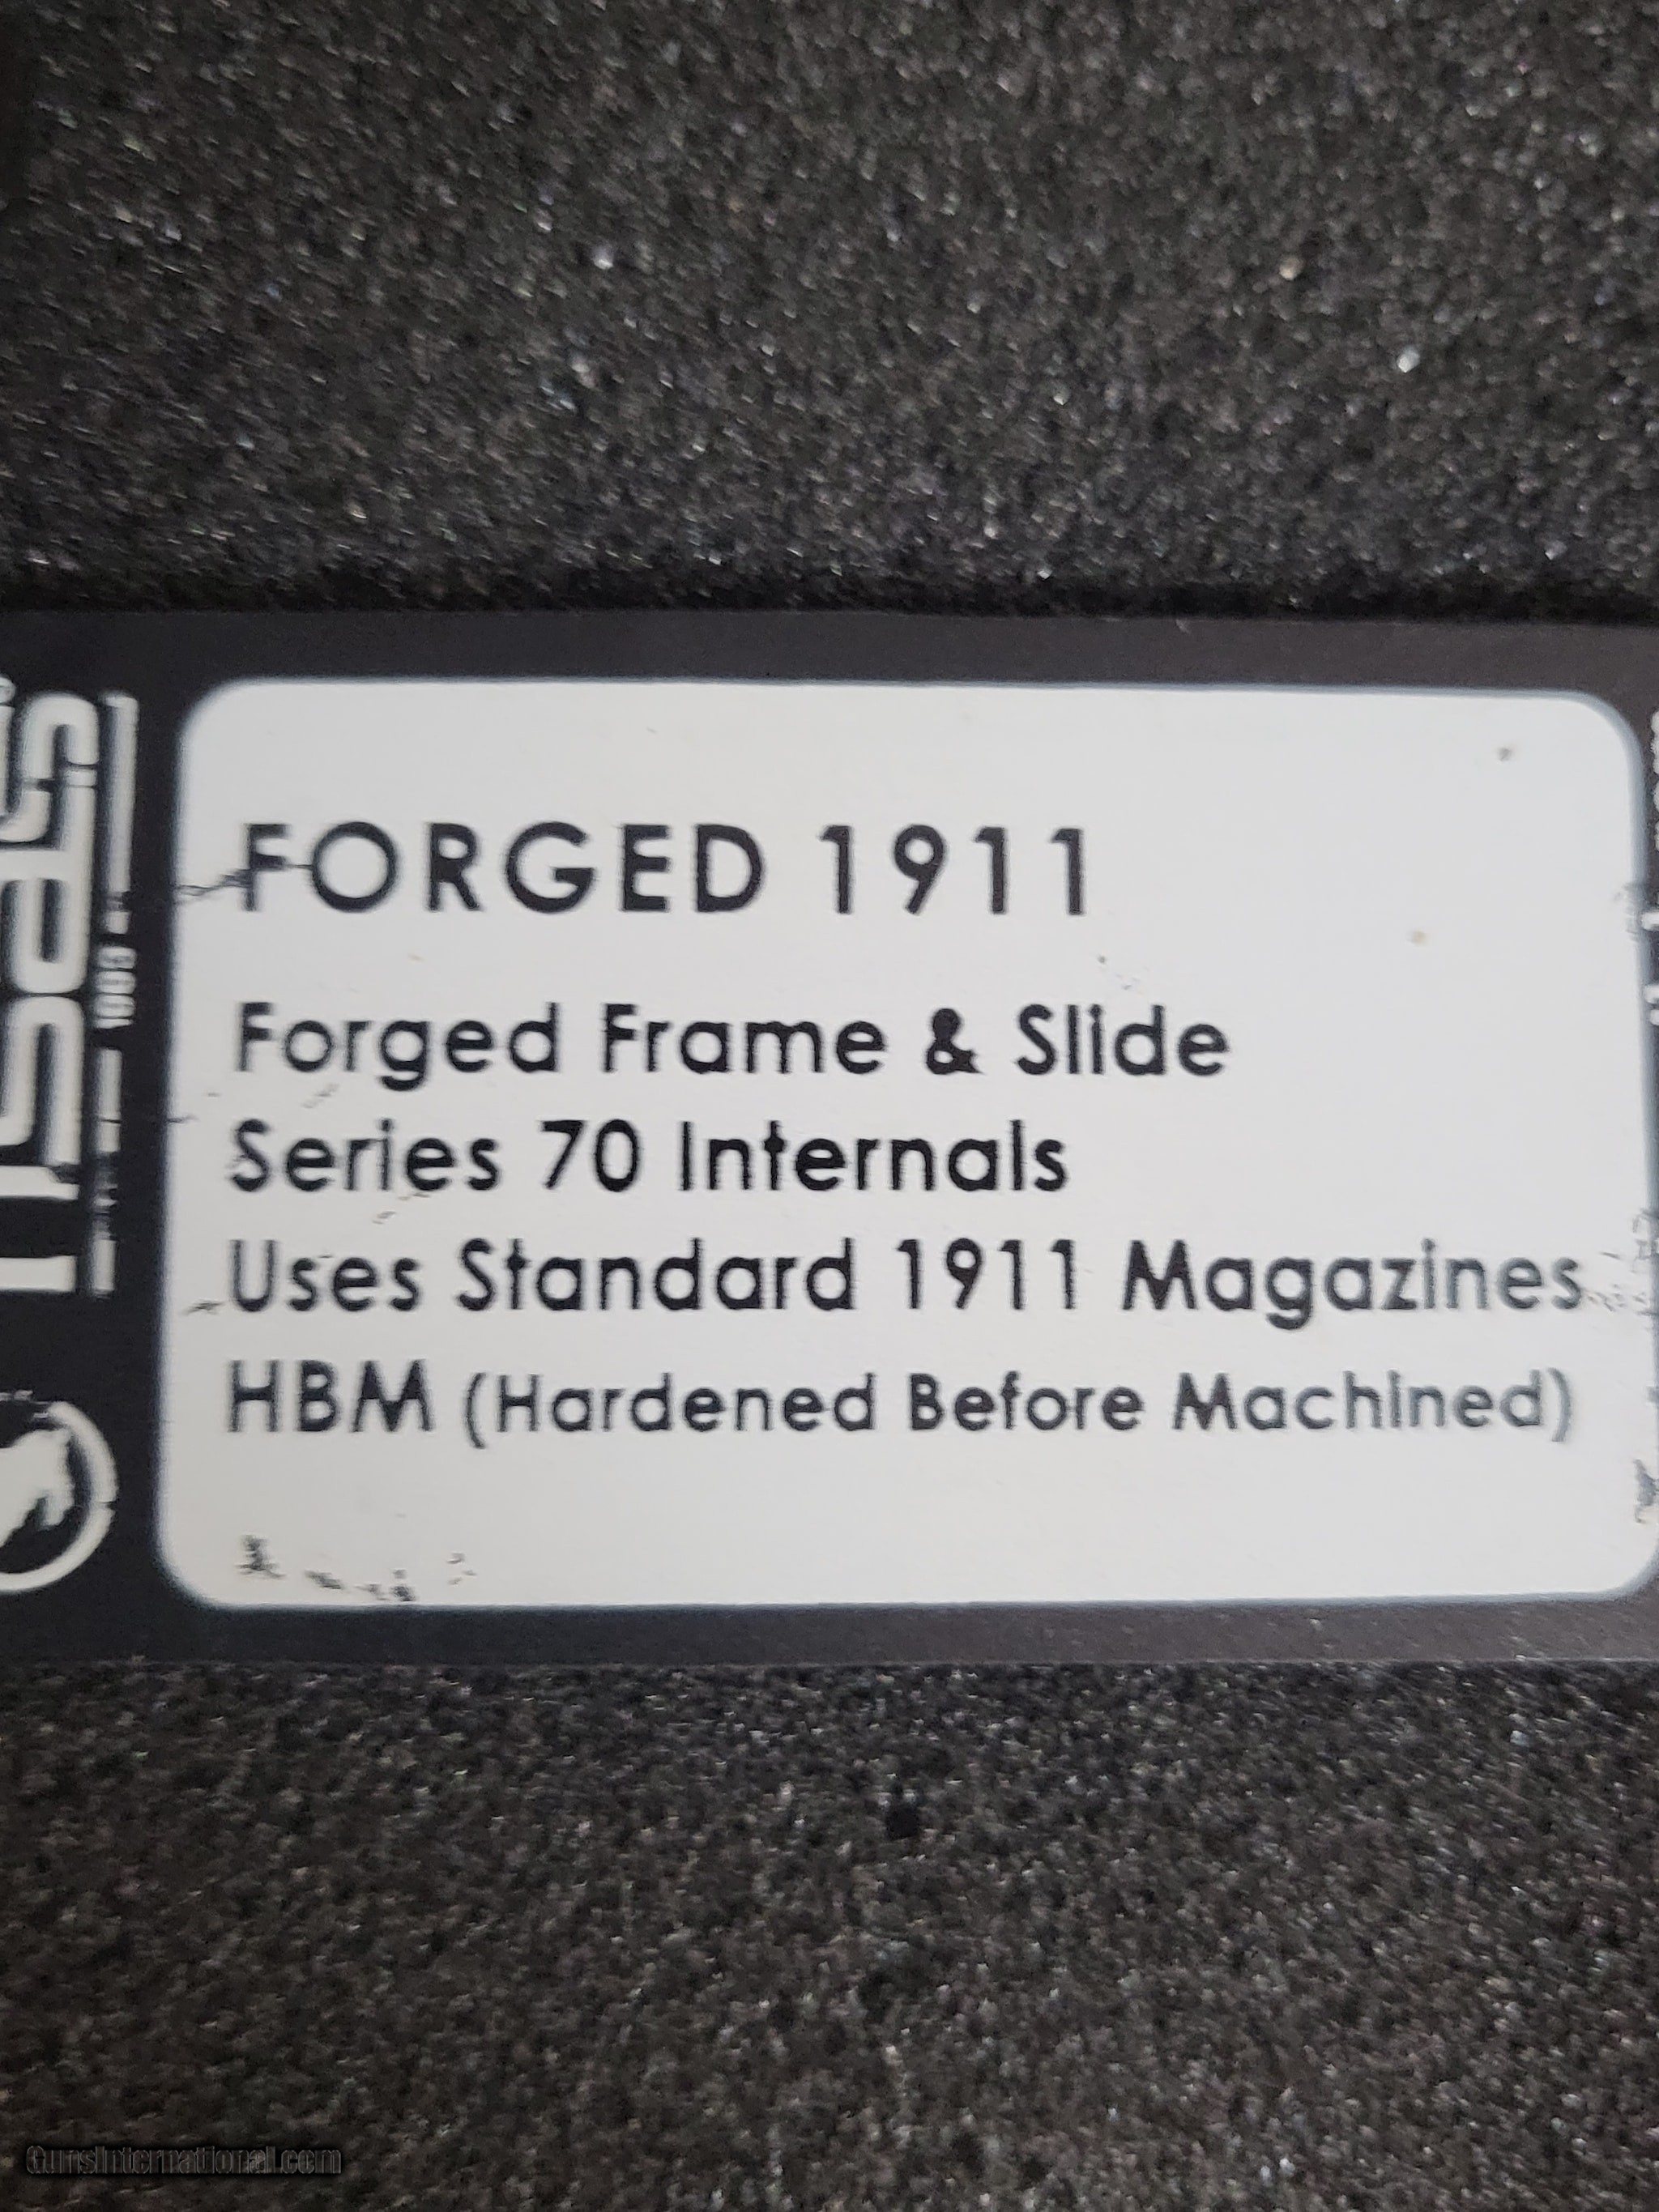 FORGED 1911
Forged Frame & Slide
Series 70 Internals
Uses Standard 1911 Magazines
HBM (Hardened Before Machined)
GunsInternational.com